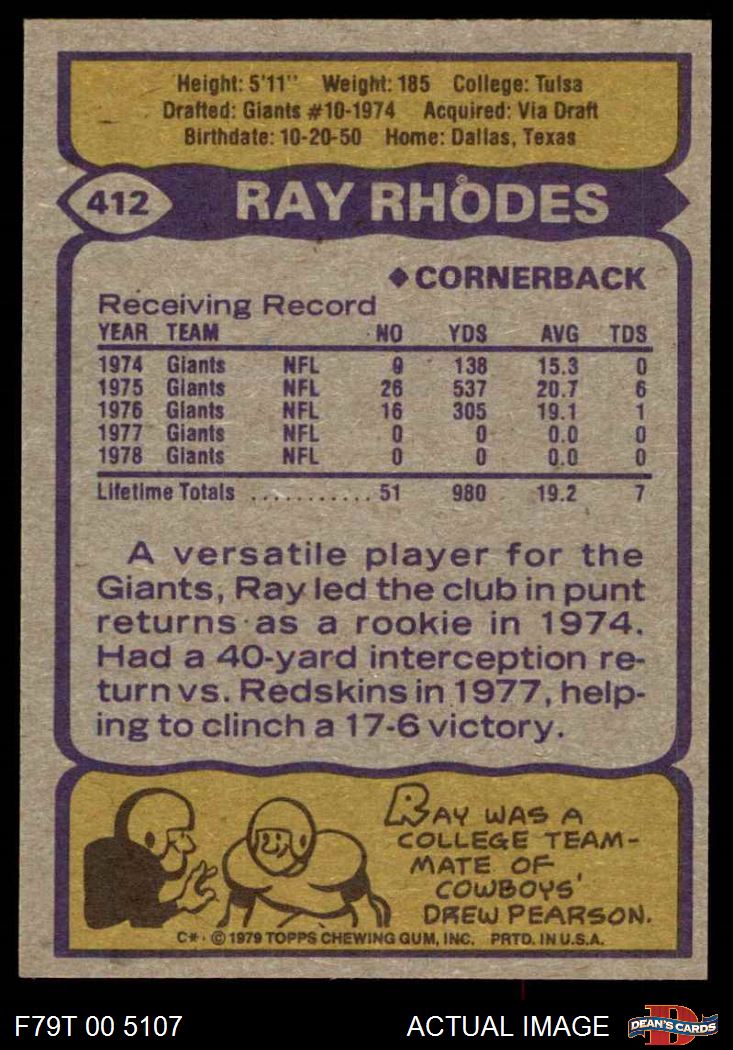 Height: 5'11" Weight: 185 College: Tulsa
Drafted: Giants #10-1974 Acquired: Via Draft
Birthdate: 10-20-50 Home: Dallas, Texas
412 RAY RHODES
◆CORNERBACK
Receiving Record
YEAR TEAM NO YDS AVG TDS
1974 Giants NFL 9 138 15.3 0
1975 Giants NFL 26 537 20.7 6
1976 Giants NFL 16 305 19.1 1
1977 Giants NFL 0 0 0.0 0
1978 Giants NFL 0 0 0.0 0
Lifetime Totals ........... 51 980 19.2 7
A versatile player for the
Giants, Ray led the club in punt
returns as a rookie in 1974.
Had a 40-yard interception re-
turn vs. Redskins in 1977, help-
ing to clinch a 17-6 victory.
RAY WAS A
COLLEGE TEAM-
MATE OF
COWBOYS'
DREW PEARSON.
C* · © 1979 TOPPS CHEWING GUM, INC. PRTD. IN U.S.A.
F79T 00 5107 ACTUAL IMAGE D DEAN'S CARDS